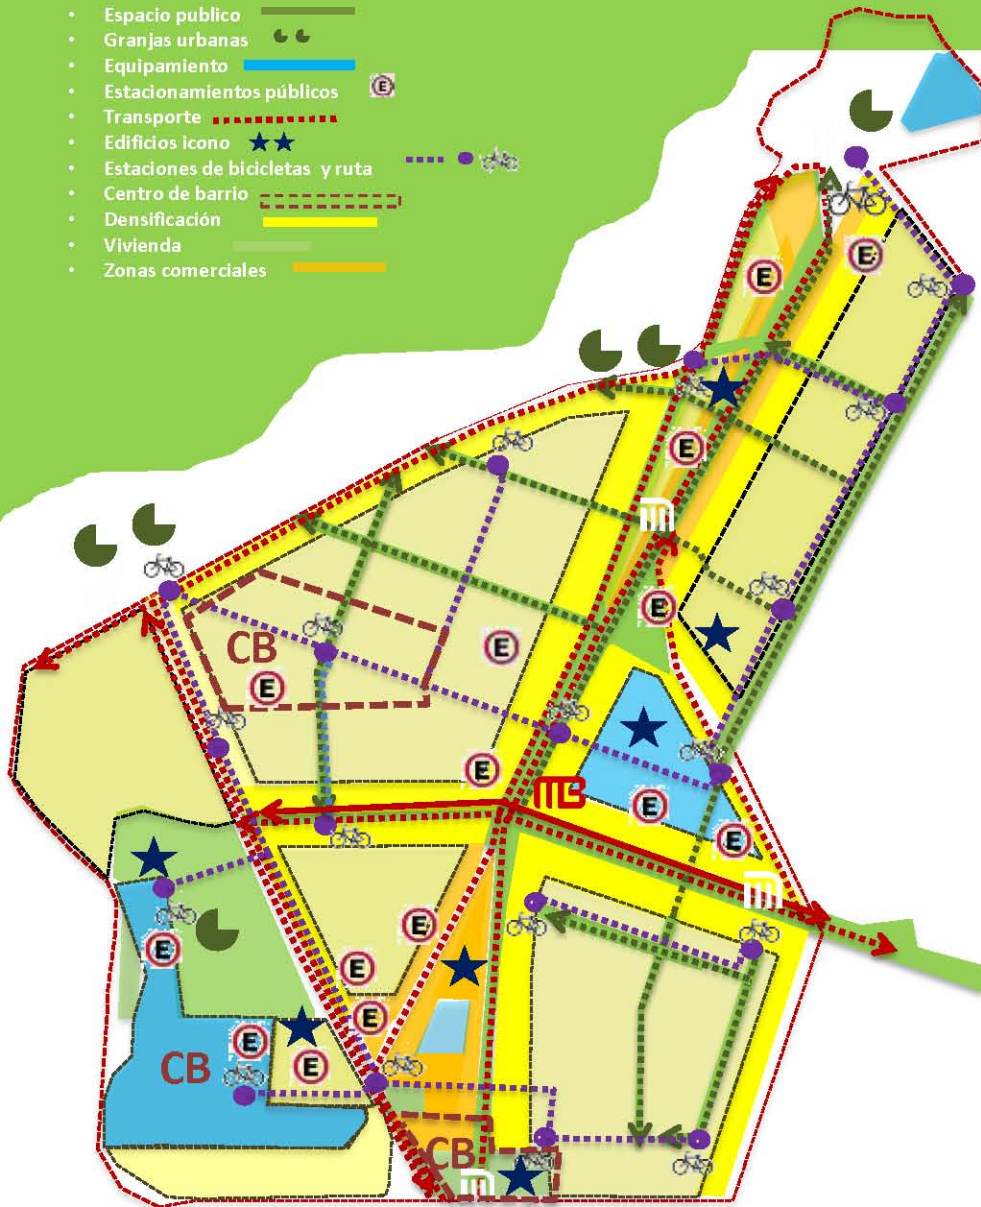 • Espacio publico
• Granjas urbanas
• Equipamiento
• Estacionamientos públicos E
• Transporte
• Edificios icono
• Estaciones de bicicletas y ruta
• Centro de barrio
• Densificación
• Vivienda
• Zonas comerciales
E
E
E
E
CB
E
E
E
MB
E
E
E
E
E
E
E
E
CB
CB